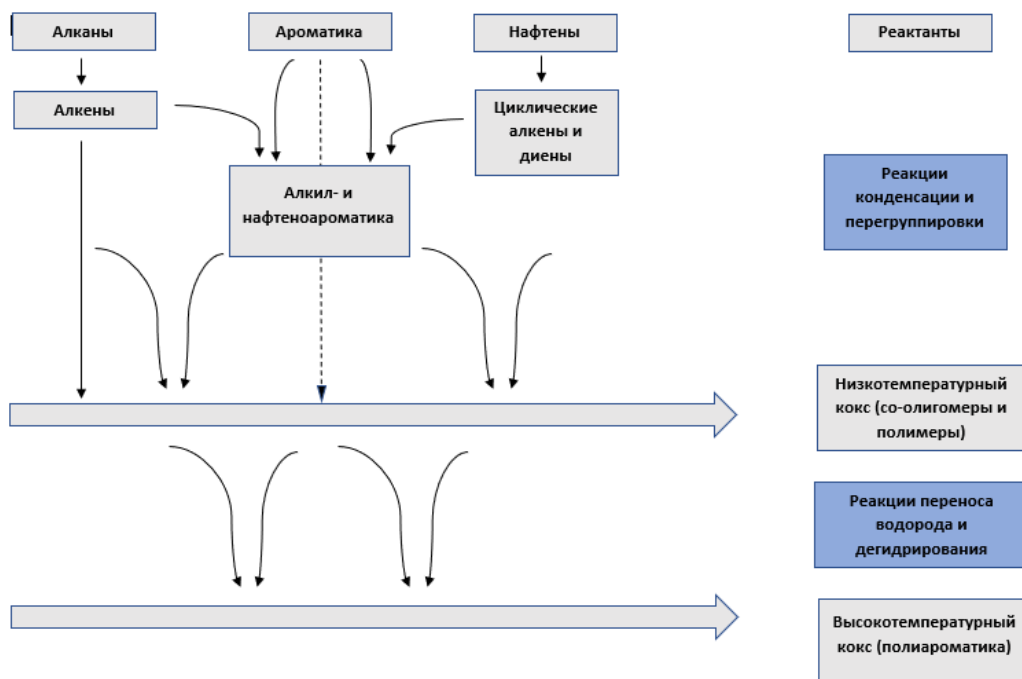 Алканы
Ароматика
Нафтены
Реактанты
Алкены
Циклические
алкены и
диены
Алкил- и
нафтеноароматика
Реакции
конденсации и
перегруппировки
Низкотемпературный
кокс (со-олигомеры и
полимеры)
Реакции переноса
водорода и
дегидрирования
Высокотемпературный
кокс (полиароматика)